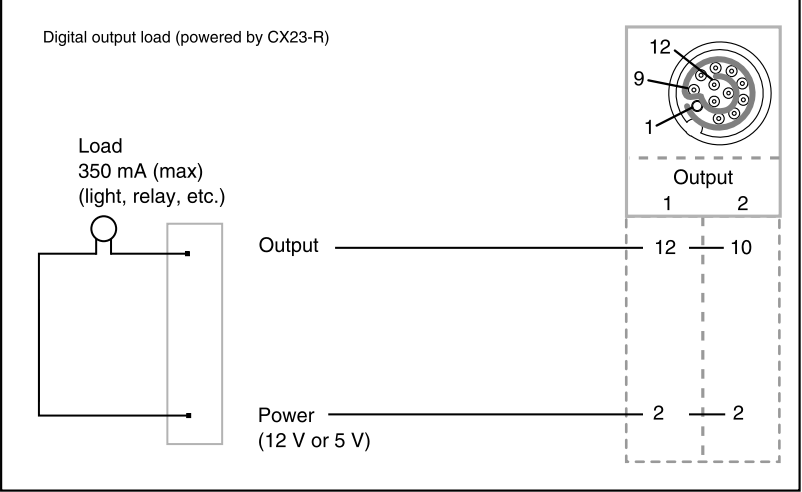 Digital output load (powered by CX23-R)
12
9
1
Load
350 mA (max)
(light, relay, etc.)
Output
1 2
Output 12 10
Power 2 2
(12 V or 5 V)